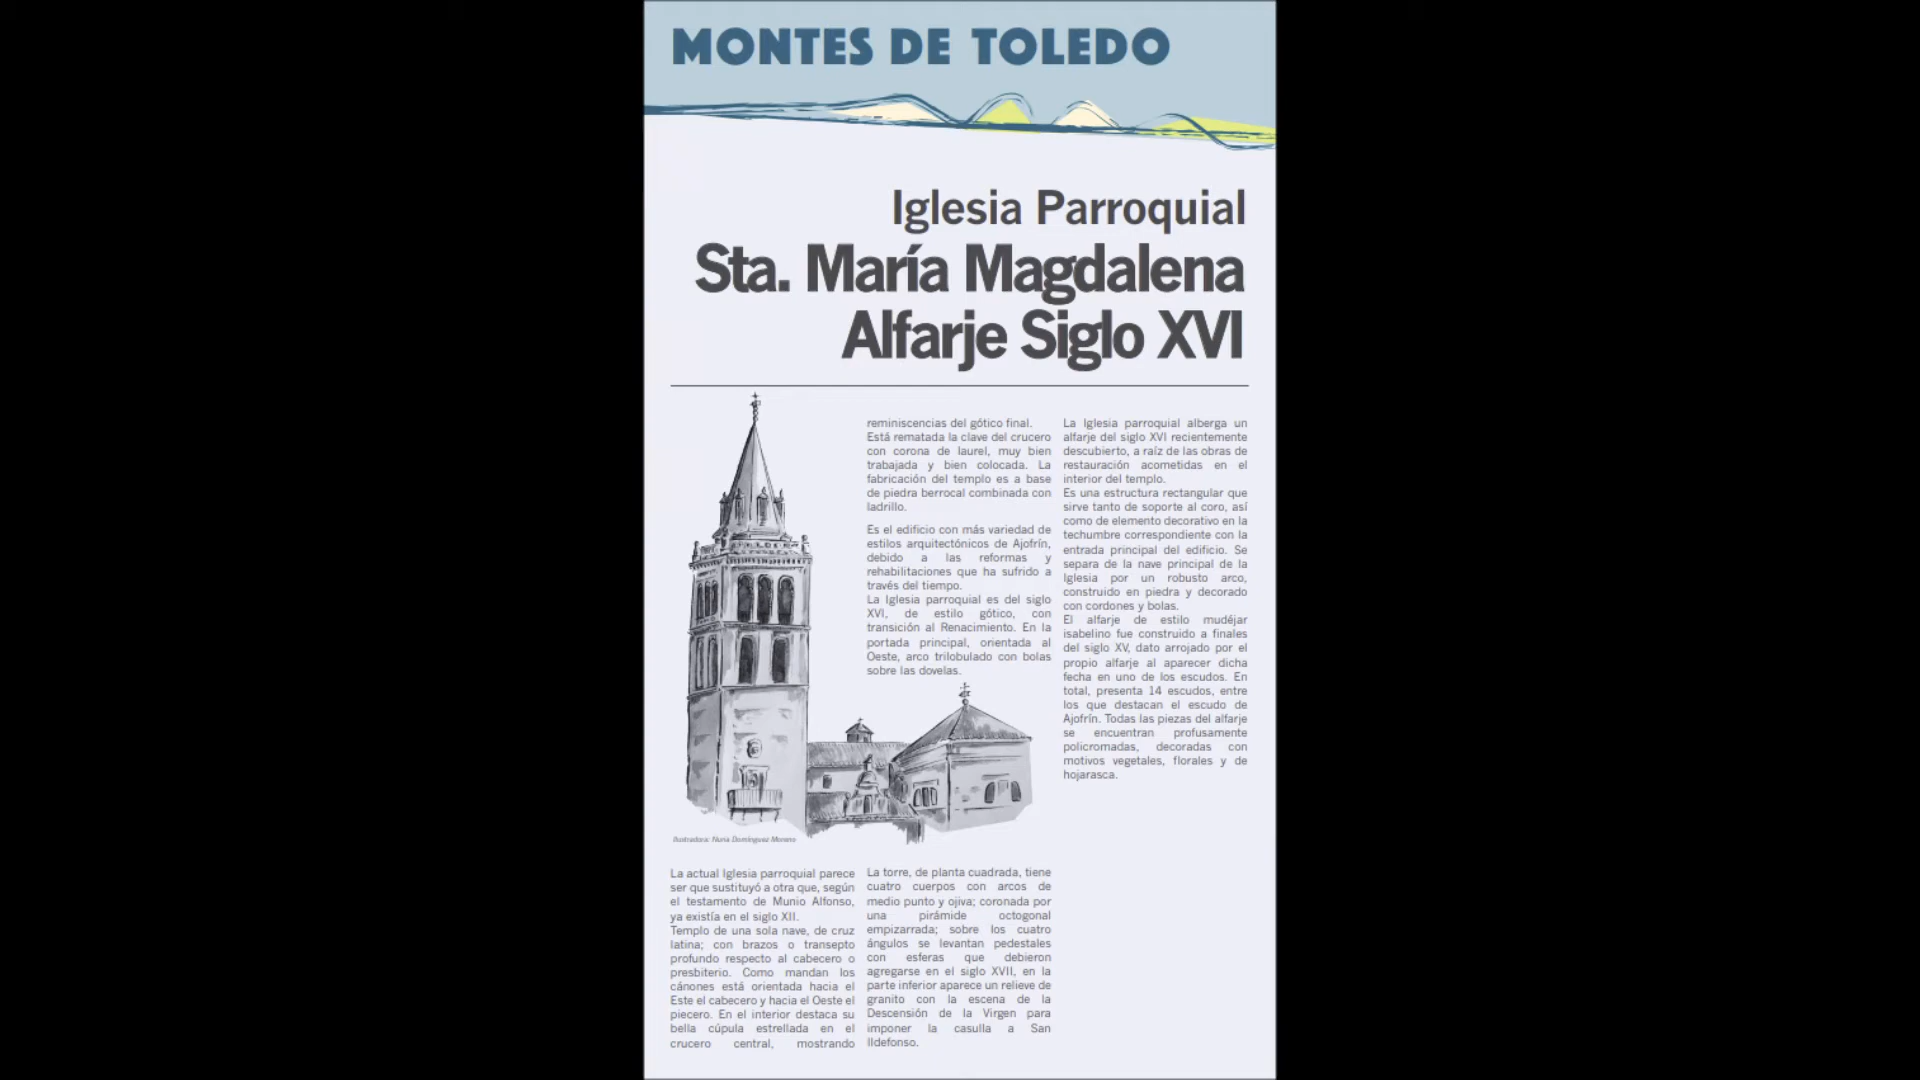 MONTES DE TOLEDO
Iglesia Parroquial
Sta. María Magdalena
Alfarje Siglo XVI
Ilustradora: Nuria Domínguez Moreno
La actual Iglesia parroquial parece
ser que sustituyó a otra que, según
el testamento de Munio Alfonso,
ya existía en el siglo XII.
Templo de una sola nave, de cruz
latina; con brazos o transepto
profundo respecto al cabecero o
presbiterio. Como mandan los
cánones está orientada hacia el
Este el cabecero y hacia el Oeste el
piecero. En el interior destaca su
bella cúpula estrellada en el
crucero central, mostrando
reminiscencias del gótico final.
Está rematada la clave del crucero
con corona de laurel, muy bien
trabajada y bien colocada. La
fabricación del templo es a base
de piedra berrocal combinada con
ladrillo.
Es el edificio con más variedad de
estilos arquitectónicos de Ajofrín,
debido a las reformas y
rehabilitaciones que ha sufrido a
través del tiempo.
La Iglesia parroquial es del siglo
XVI, de estilo gótico, con
transición al Renacimiento. En la
portada principal, orientada al
Oeste, arco trilobulado con bolas
sobre las dovelas.
La torre, de planta cuadrada, tiene
cuatro cuerpos con arcos de
medio punto y ojiva; coronada por
una pirámide octogonal
empizarrada; sobre los cuatro
ángulos se levantan pedestales
con esferas que debieron
agregarse en el siglo XVII, en la
parte inferior aparece un relieve de
granito con la escena de la
Descensión de la Virgen para
imponer la casulla a San
Ildefonso.
La Iglesia parroquial alberga un
alfarje del siglo XVI recientemente
descubierto, a raíz de las obras de
restauración acometidas en el
interior del templo.
Es una estructura rectangular que
sirve tanto de soporte al coro, así
como de elemento decorativo en la
techumbre correspondiente con la
entrada principal del edificio. Se
separa de la nave principal de la
Iglesia por un robusto arco,
construido en piedra y decorado
con cordones y bolas.
El alfarje de estilo mudéjar
isabelino fue construido a finales
del siglo XV, dato arrojado por el
propio alfarje al aparecer dicha
fecha en uno de los escudos. En
total, presenta 14 escudos, entre
los que destacan el escudo de
Ajofrín. Todas las piezas del alfarje
se encuentran profusamente
policromadas, decoradas con
motivos vegetales, florales y de
hojarasca.